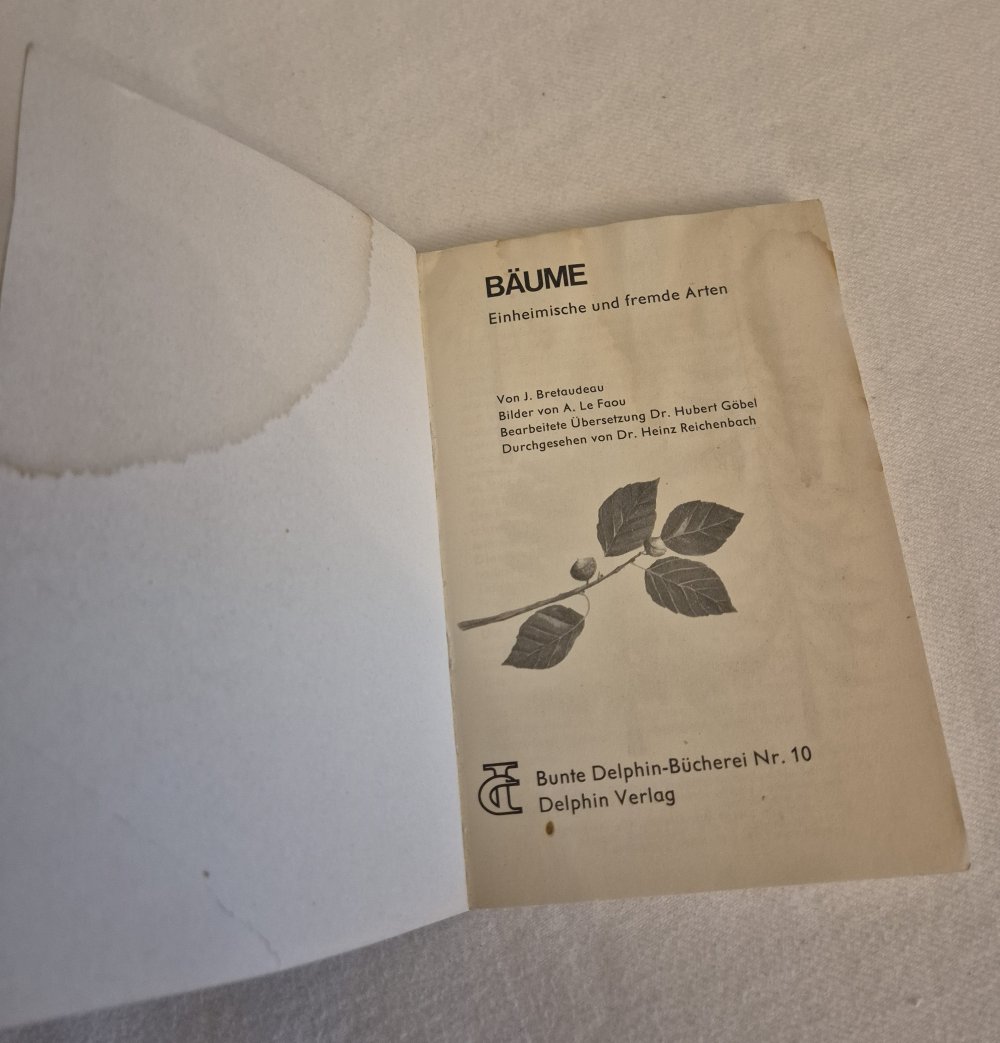 BÄUME
Einheimische und fremde Arten
Von J. Bretaudeau
Bilder von A. Le Faou
Bearbeitete Übersetzung Dr. Hubert Göbel
Durchgesehen von Dr. Heinz Reichenbach
Bunte Delphin-Bücherei Nr. 10
Delphin Verlag